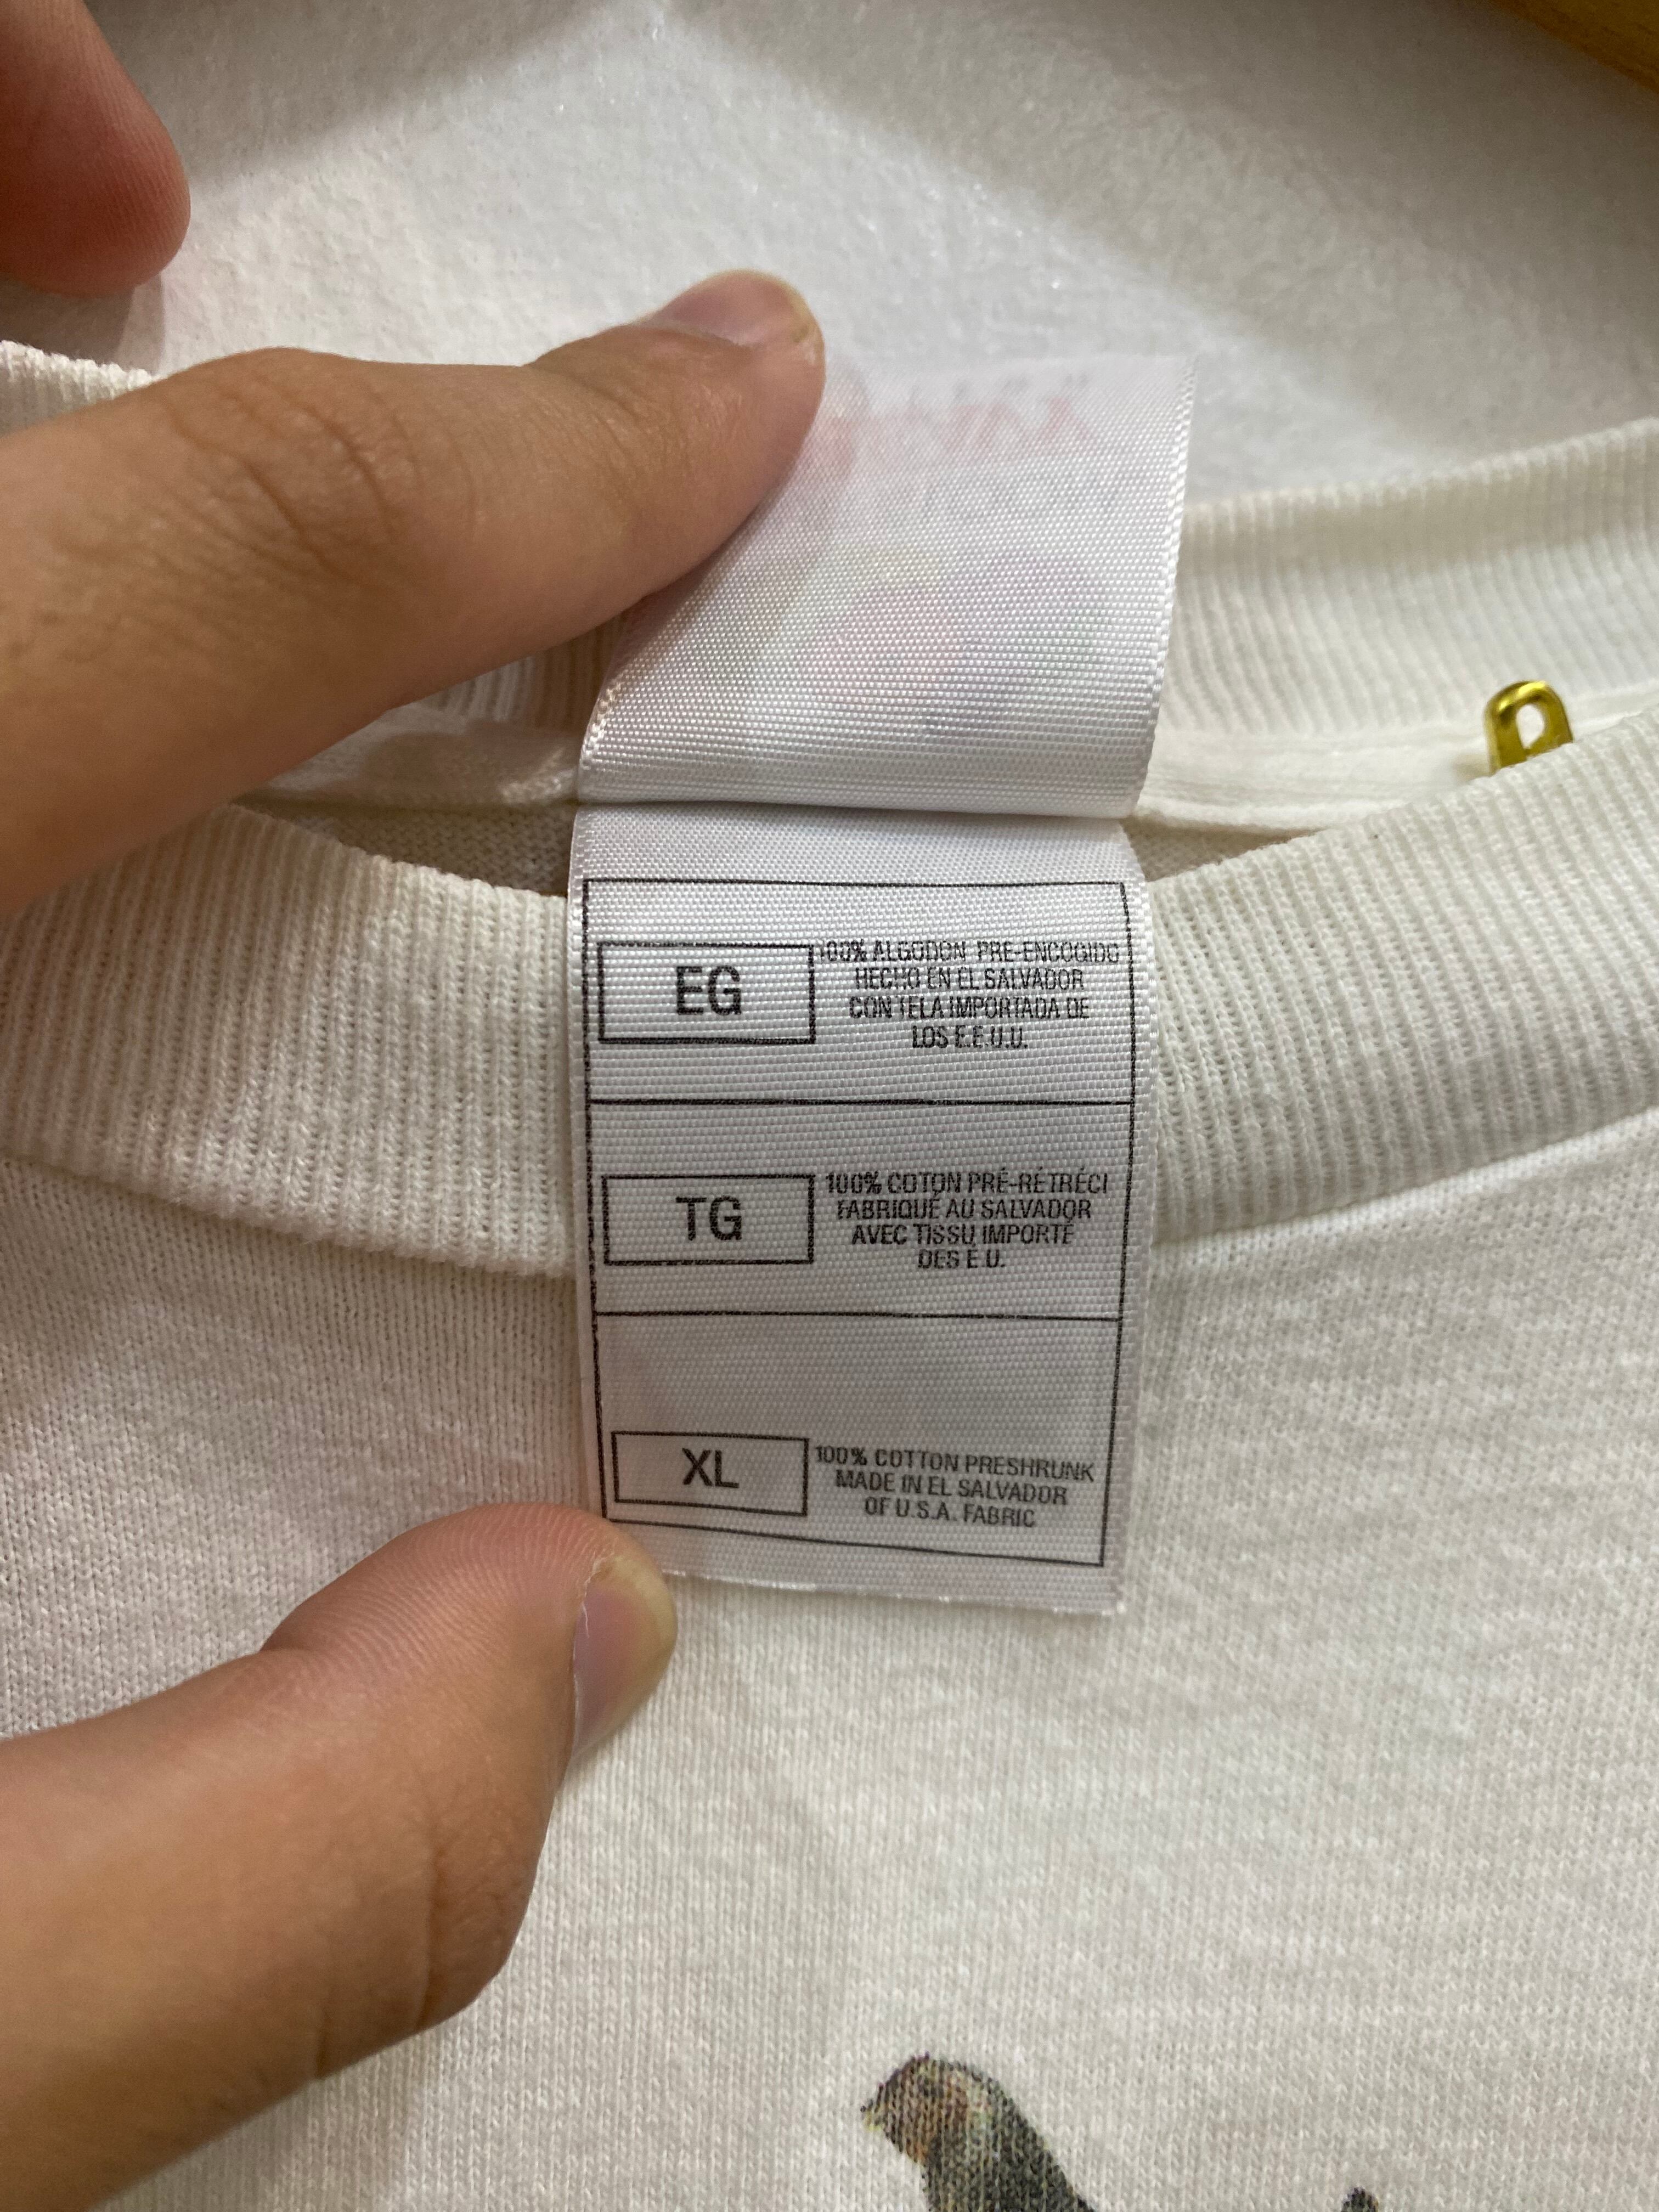 EG
100% ALGODON PRE-ENCOGIDO
HECHO EN EL SALVADOR
CON TELA IMPORTADA DE
LOS E.E.U.U.
TG
100% COTON PRÉ-RÉTRÉCI
FABRIQUÉ AU SALVADOR
AVEC TISSU IMPORTÉ
DES É.U.
XL
100% COTTON PRESHRUNK
MADE IN EL SALVADOR
OF U.S.A. FABRIC